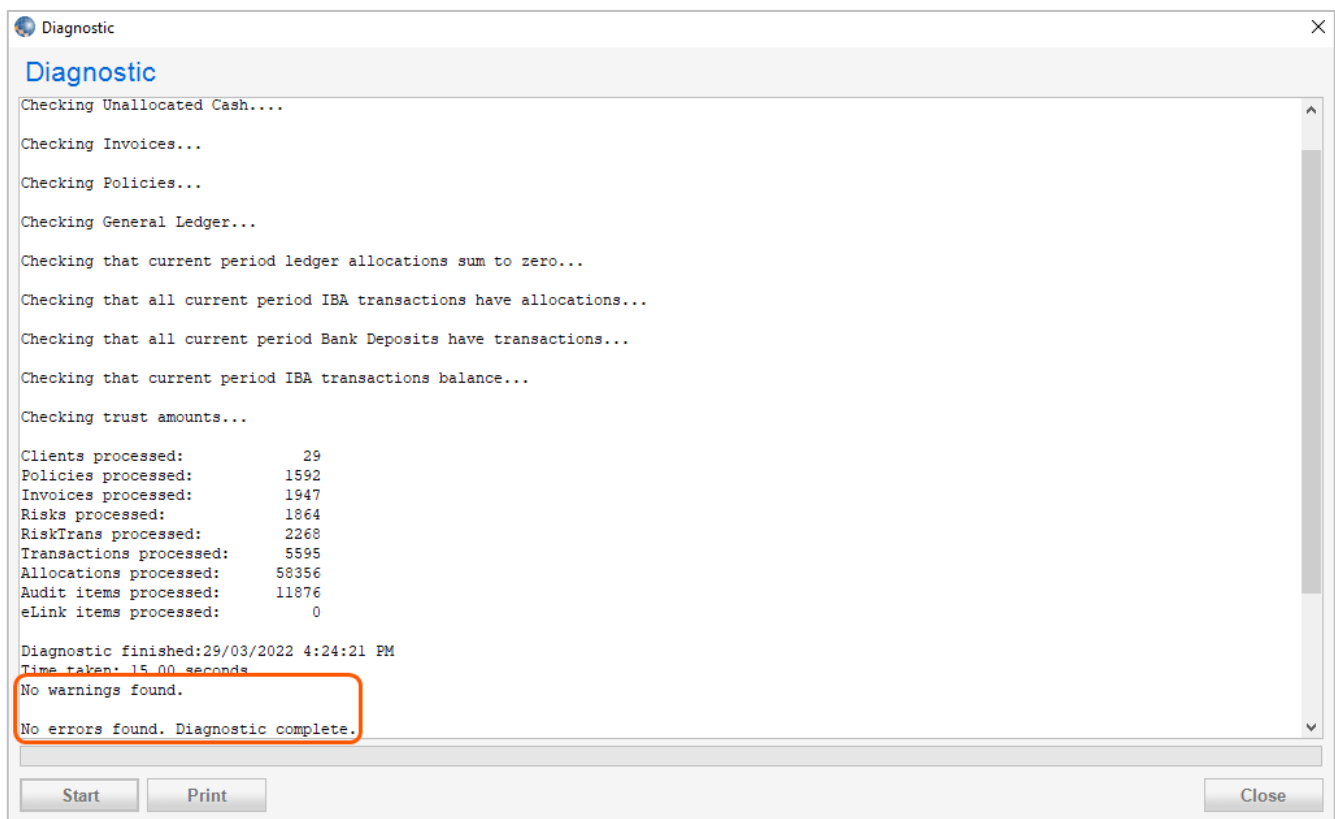 Diagnostic
Diagnostic
Checking Unallocated Cash....
Checking Invoices...
Checking Policies...
Checking General Ledger...
Checking that current period ledger allocations sum to zero...
Checking that all current period IBA transactions have allocations...
Checking that all current period Bank Deposits have transactions...
Checking that current period IBA transactions balance...
Checking trust amounts...
Clients processed: 29
Policies processed: 1592
Invoices processed: 1947
Risks processed: 1864
RiskTrans processed: 2268
Transactions processed: 5595
Allocations processed: 58356
Audit items processed: 11876
eLink items processed: 0
Diagnostic finished:29/03/2022 4:24:21 PM
Time taken: 15.00 seconds
No warnings found.
No errors found. Diagnostic complete.
Start Print Close